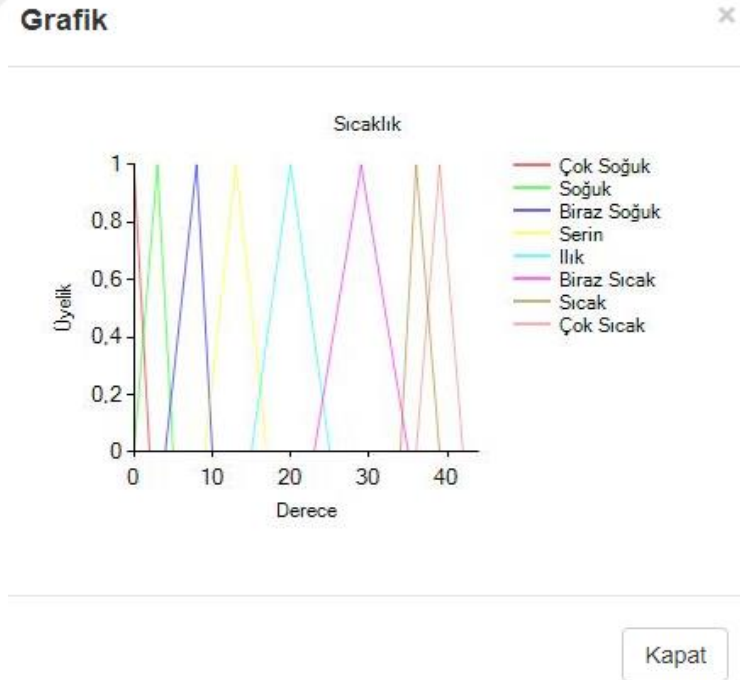 Grafik
×
Sıcaklık
Üyelik
1
0.8
0.6
0.4
0.2
0
0 10 20 30 40
Derece
Çok Soğuk
Soğuk
Biraz Soğuk
Serin
Ilık
Biraz Sıcak
Sıcak
Çok Sıcak
Kapat